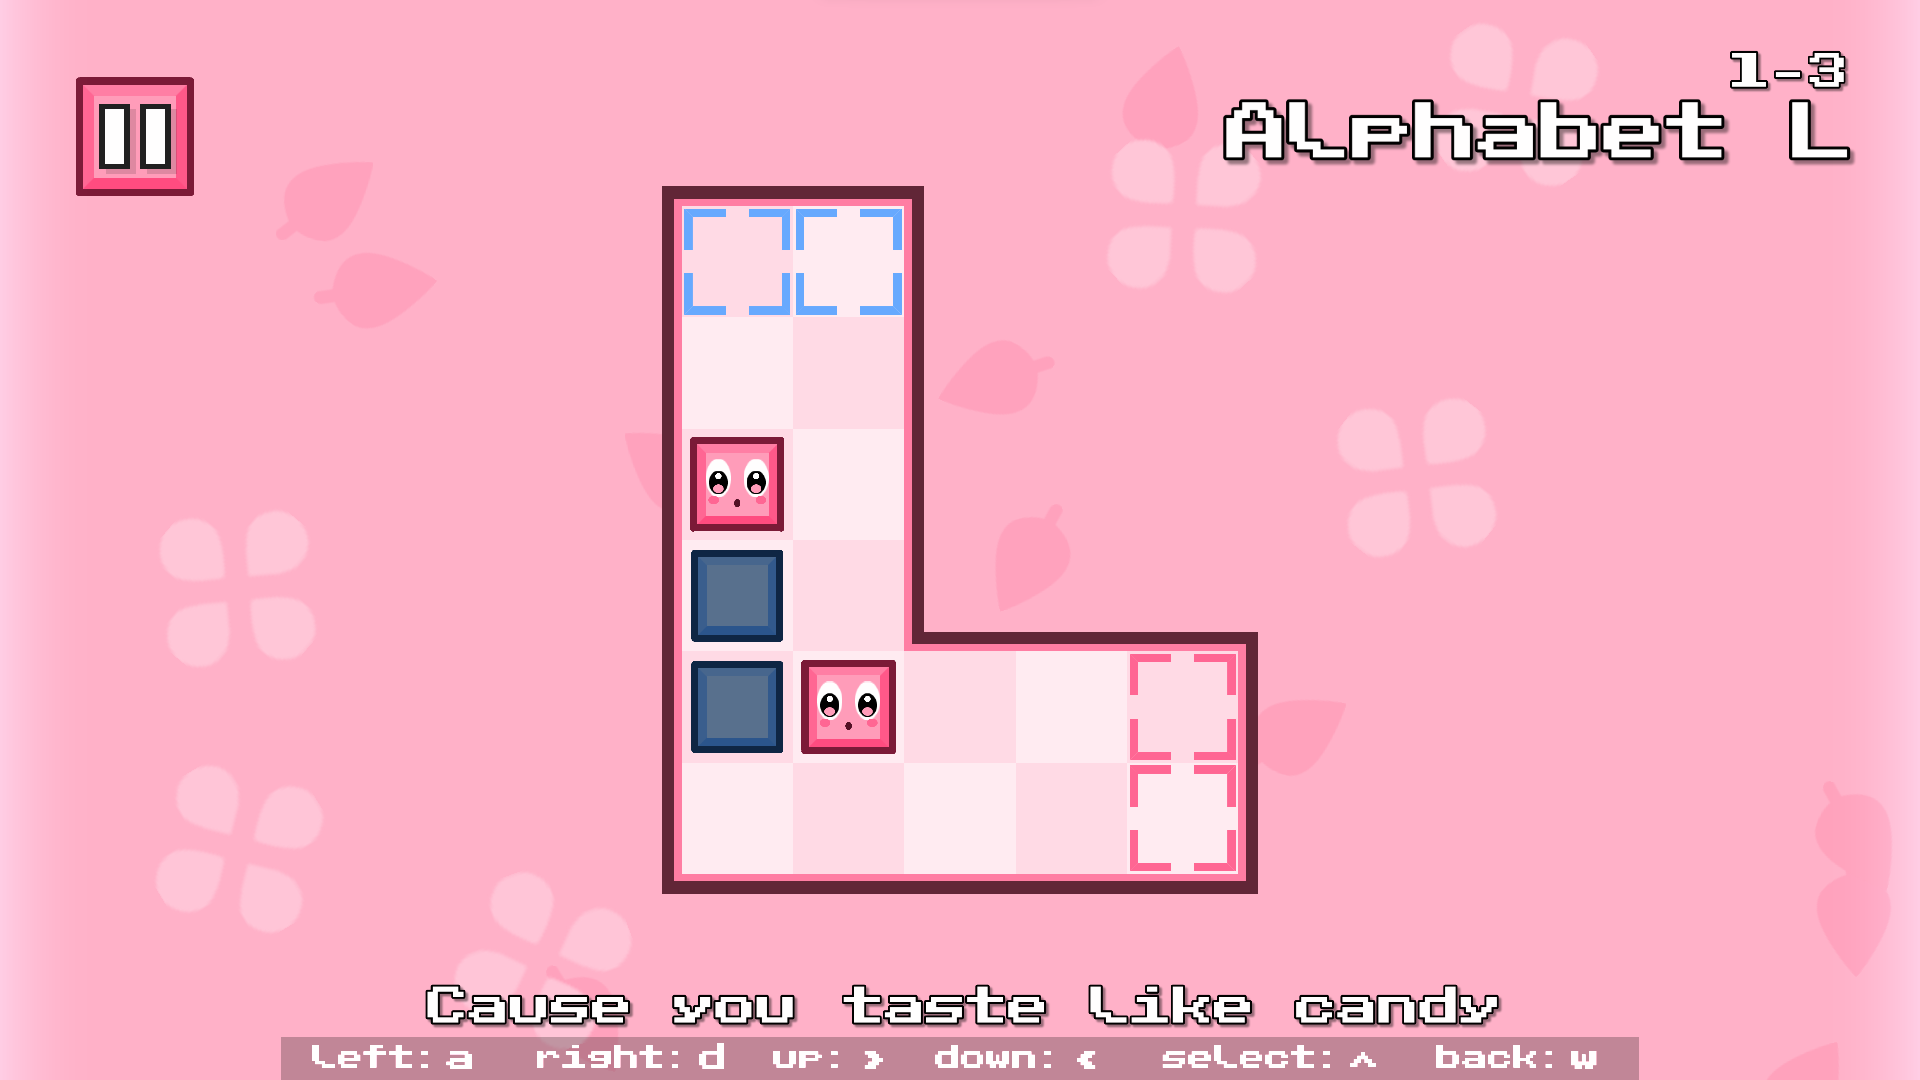 1-3
Alphabet L
Cause you taste like candy
left: a right: d up: › down: ‹ select: ^ back: w